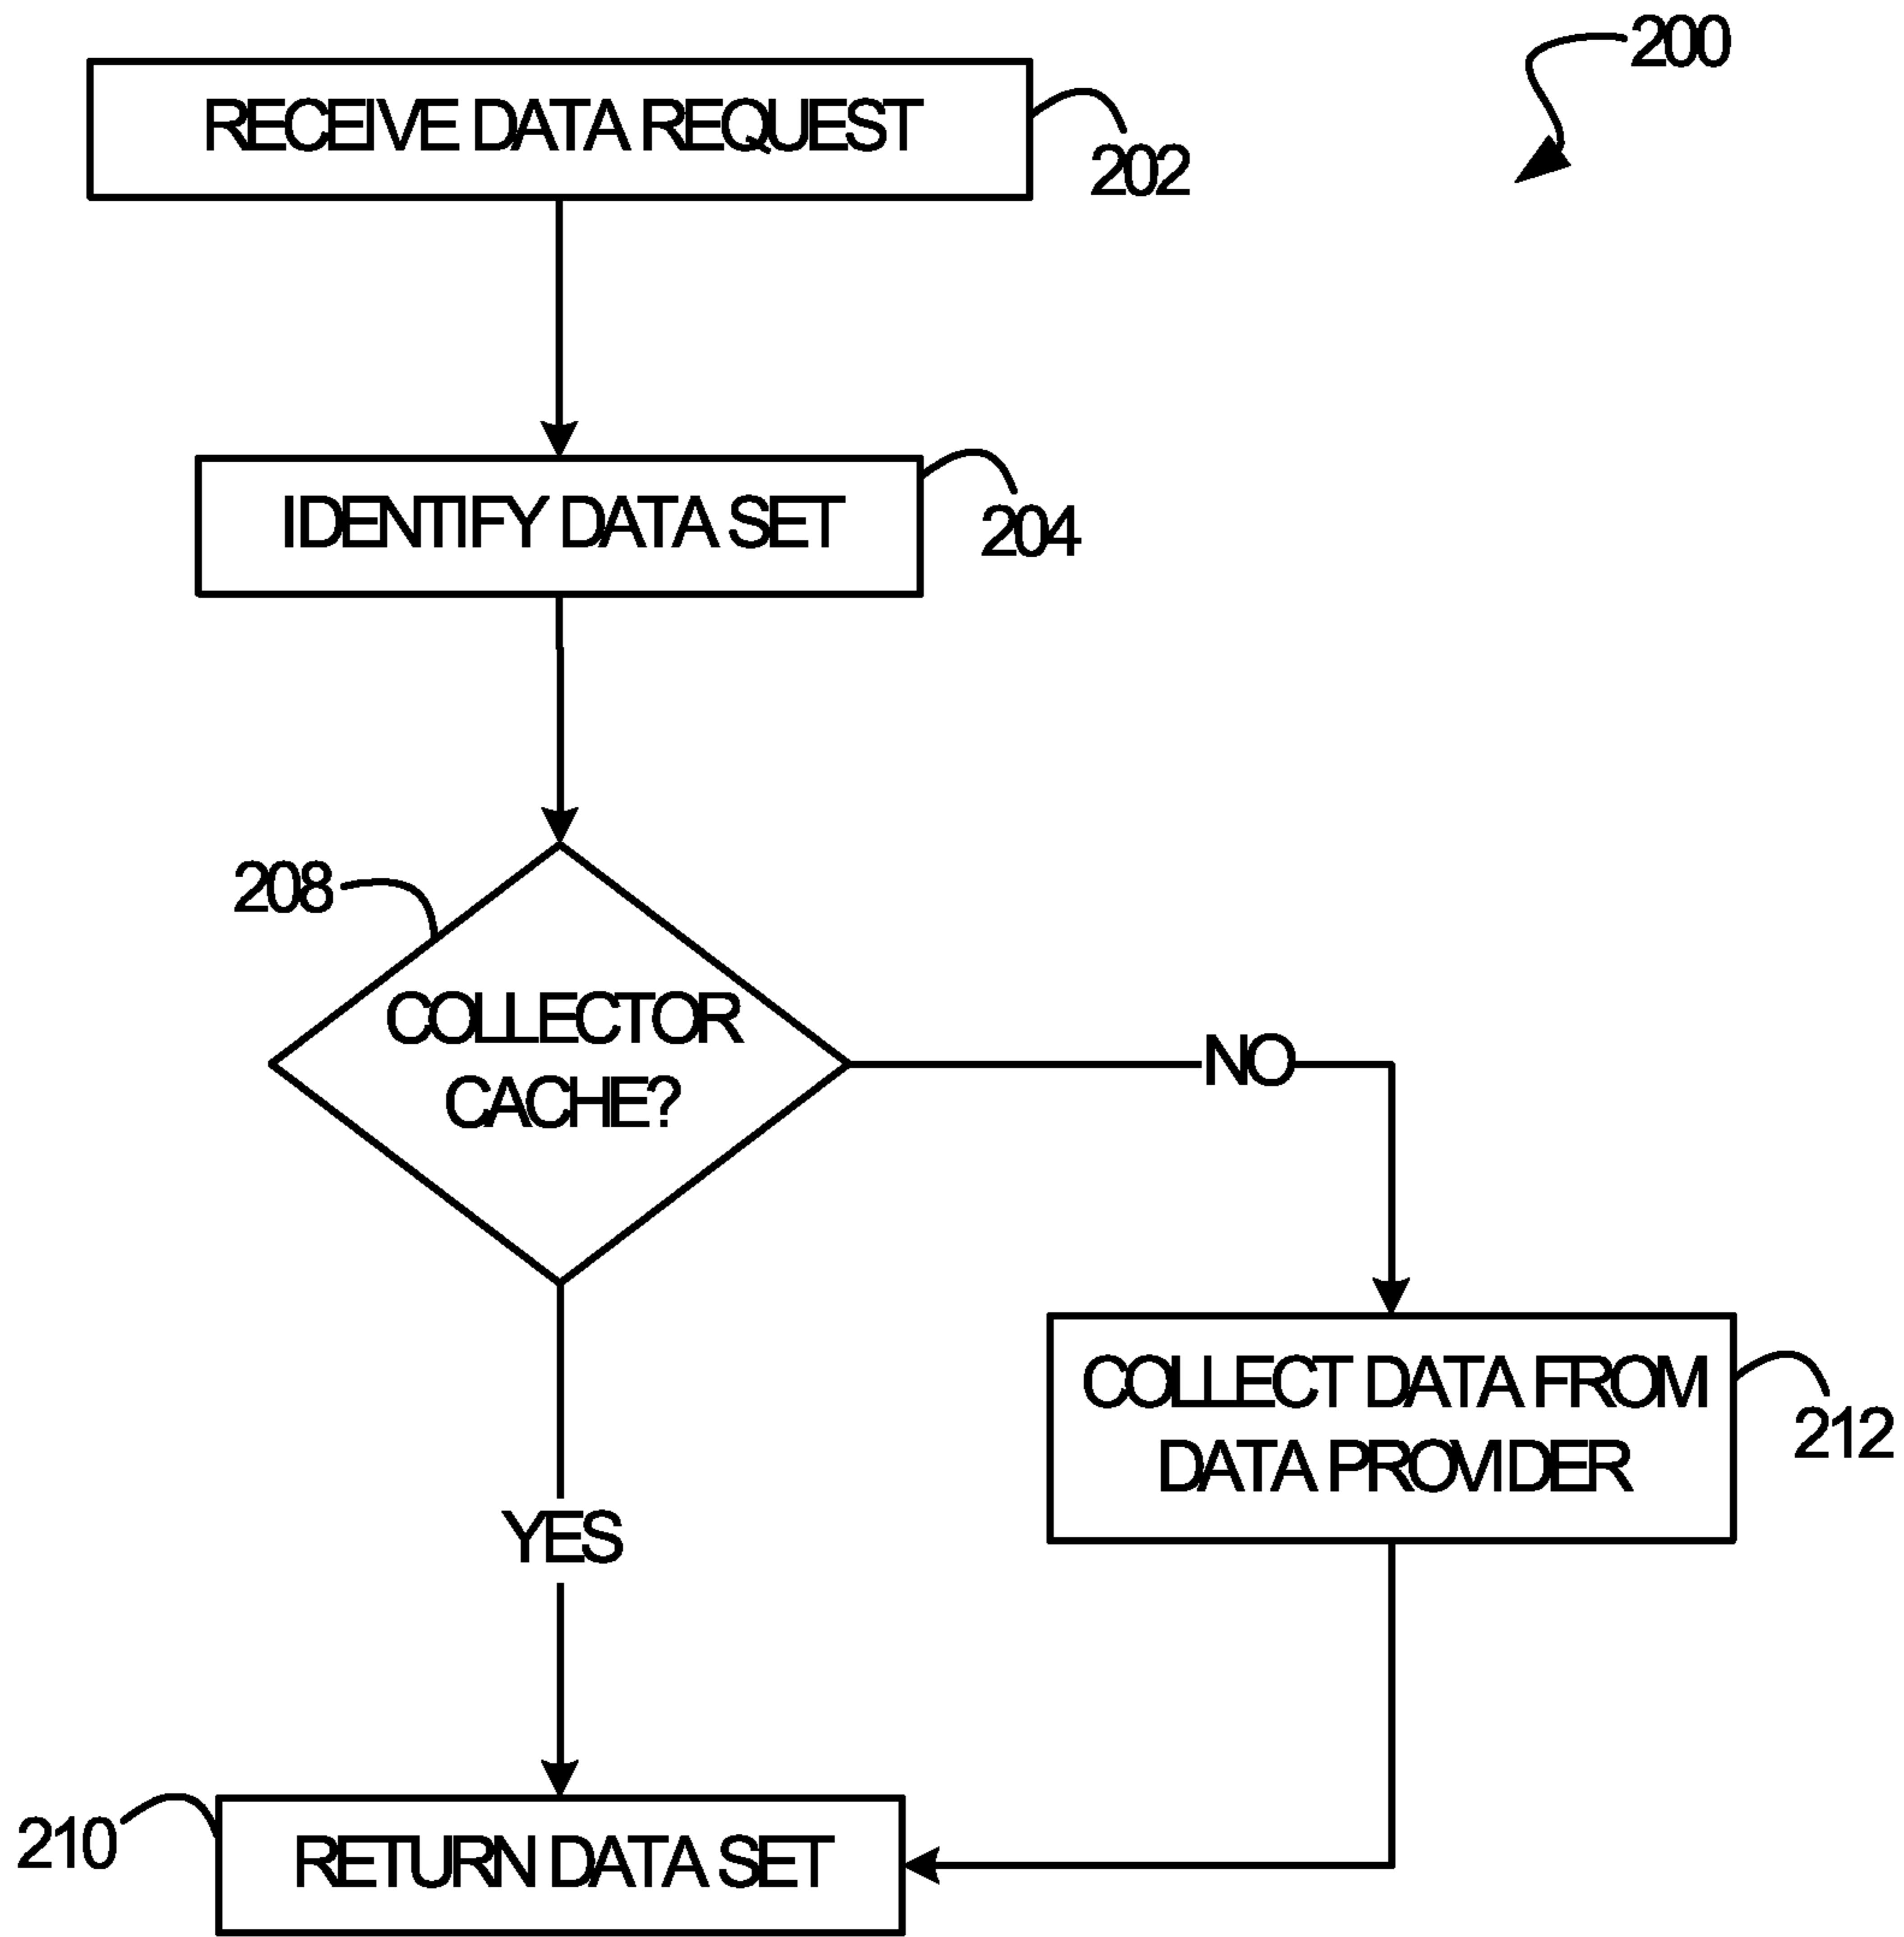 200
RECEIVE DATA REQUEST
202
IDENTIFY DATA SET
204
208
COLLECTOR
CACHE?
NO
COLLECT DATA FROM
DATA PROVIDER
212
YES
210
RETURN DATA SET